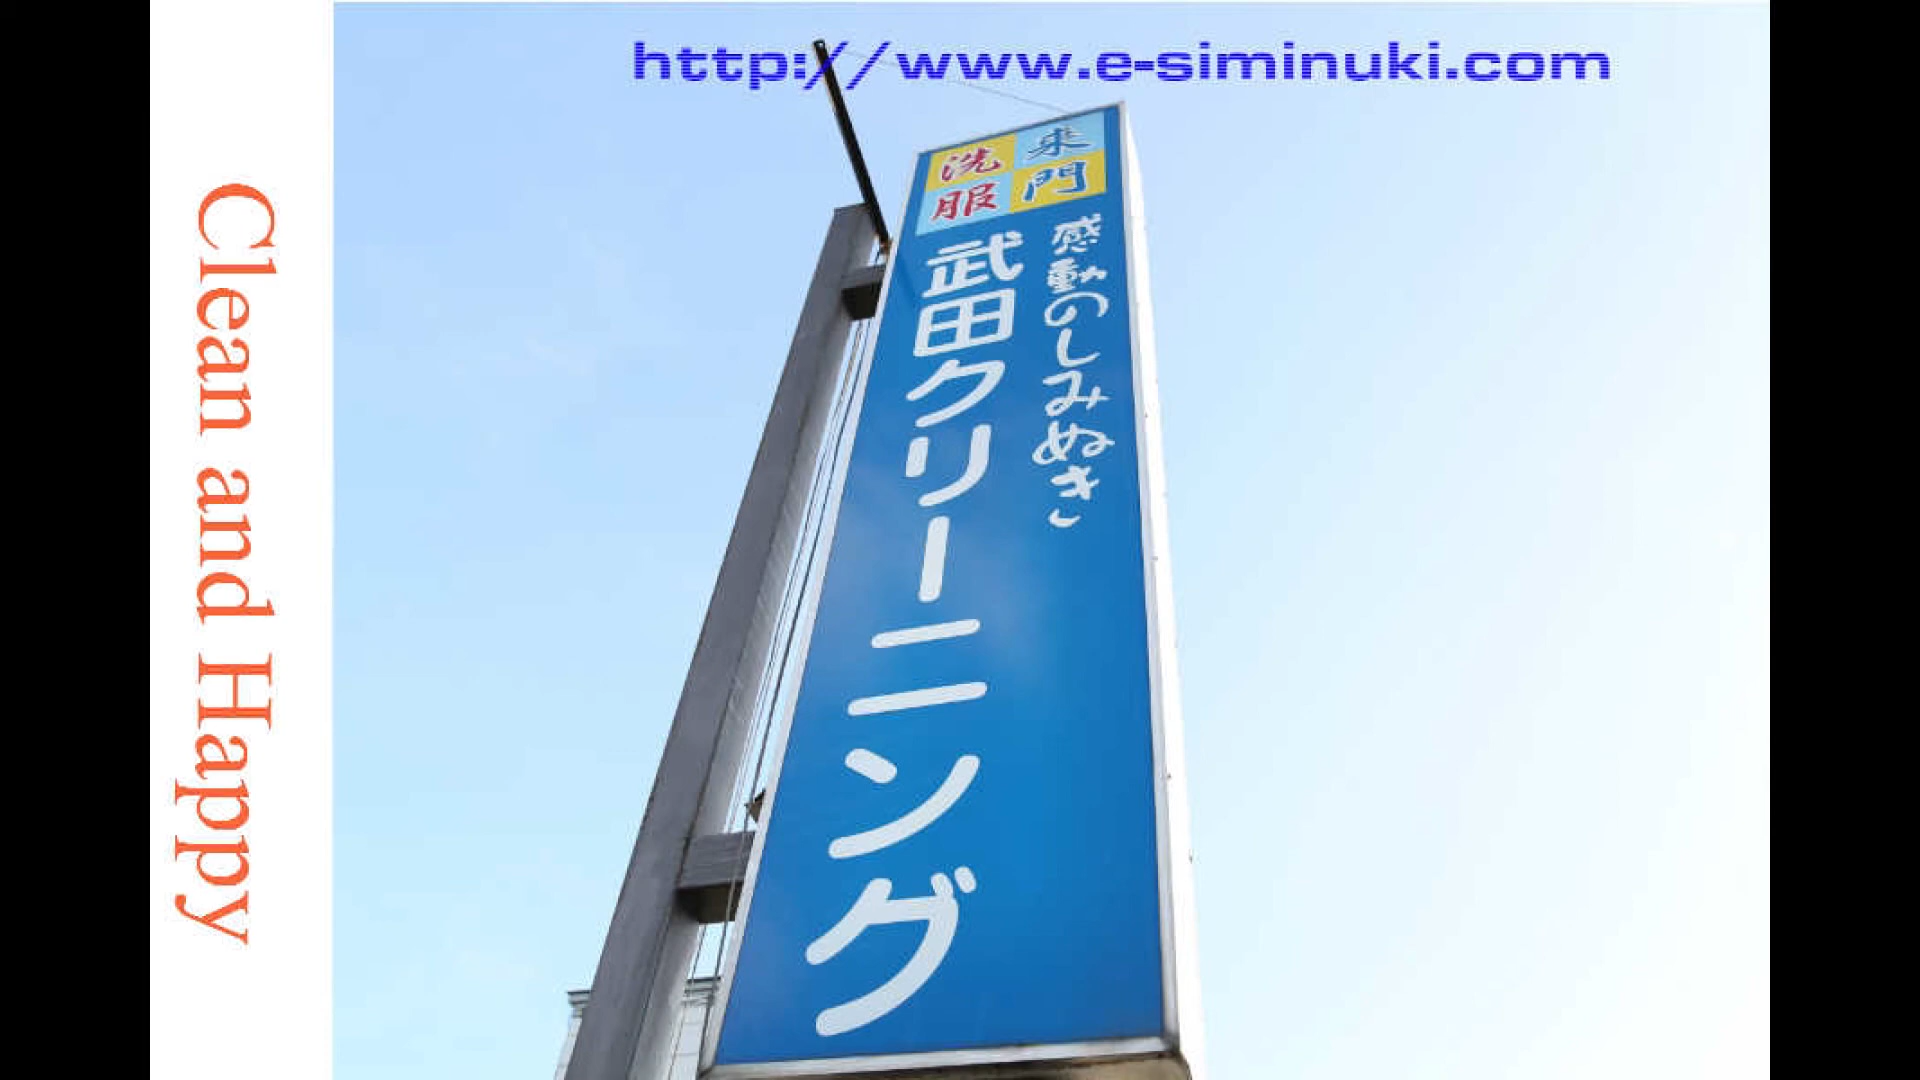 http://www.e-siminuki.com
Clean and Happy
来門
洗服
感動のしみぬき
武田クリーニング